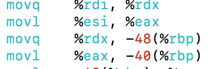 movq %rdi, %rdx
movl %esi, %eax
movq %rdx, -48(%rbp)
movl %eax, -40(%rbp)